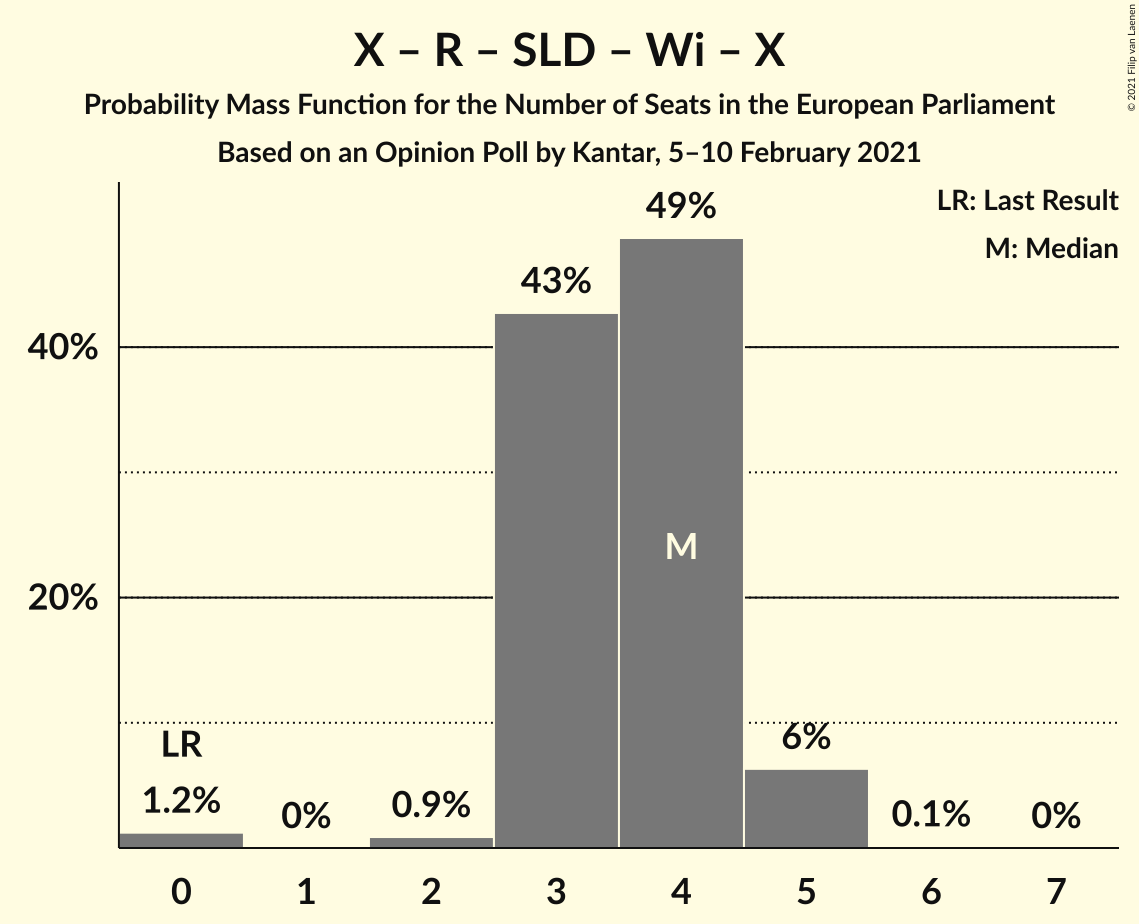 X – R – SLD – Wi – X
Probability Mass Function for the Number of Seats in the European Parliament
Based on an Opinion Poll by Kantar, 5–10 February 2021
© 2021 Filip van Laenen
LR: Last Result
M: Median
49%
43%
40%
M
20%
LR
6%
1.2%
0%
0.9%
0.1%
0%
0 1 2 3 4 5 6 7